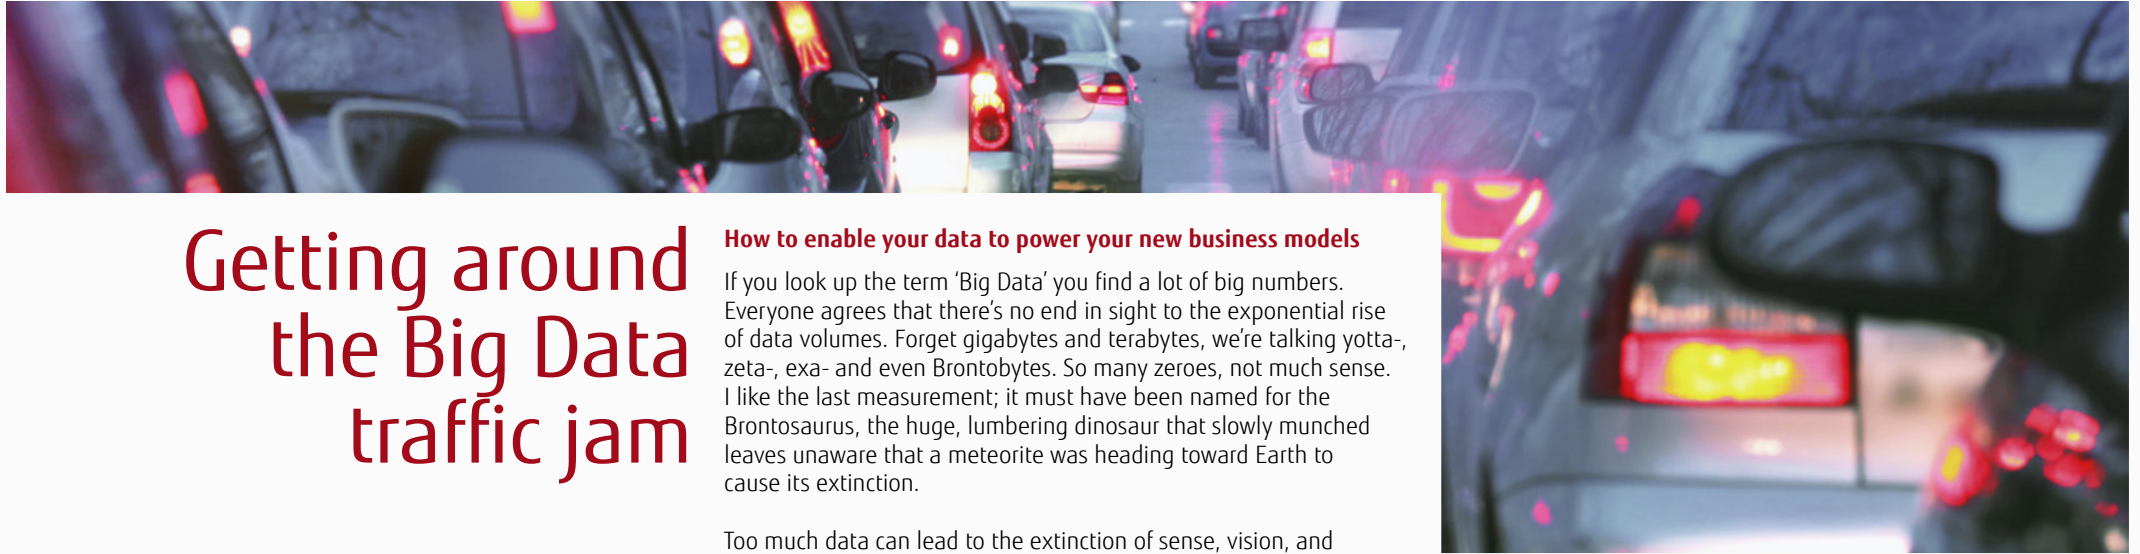 Getting around
the Big Data
traffic jam
How to enable your data to power your new business models
If you look up the term ‘Big Data’ you find a lot of big numbers.
Everyone agrees that there’s no end in sight to the exponential rise
of data volumes. Forget gigabytes and terabytes, we’re talking yotta-,
zeta-, exa- and even Brontobytes. So many zeroes, not much sense.
I like the last measurement; it must have been named for the
Brontosaurus, the huge, lumbering dinosaur that slowly munched
leaves unaware that a meteorite was heading toward Earth to
cause its extinction.
Too much data can lead to the extinction of sense, vision, and